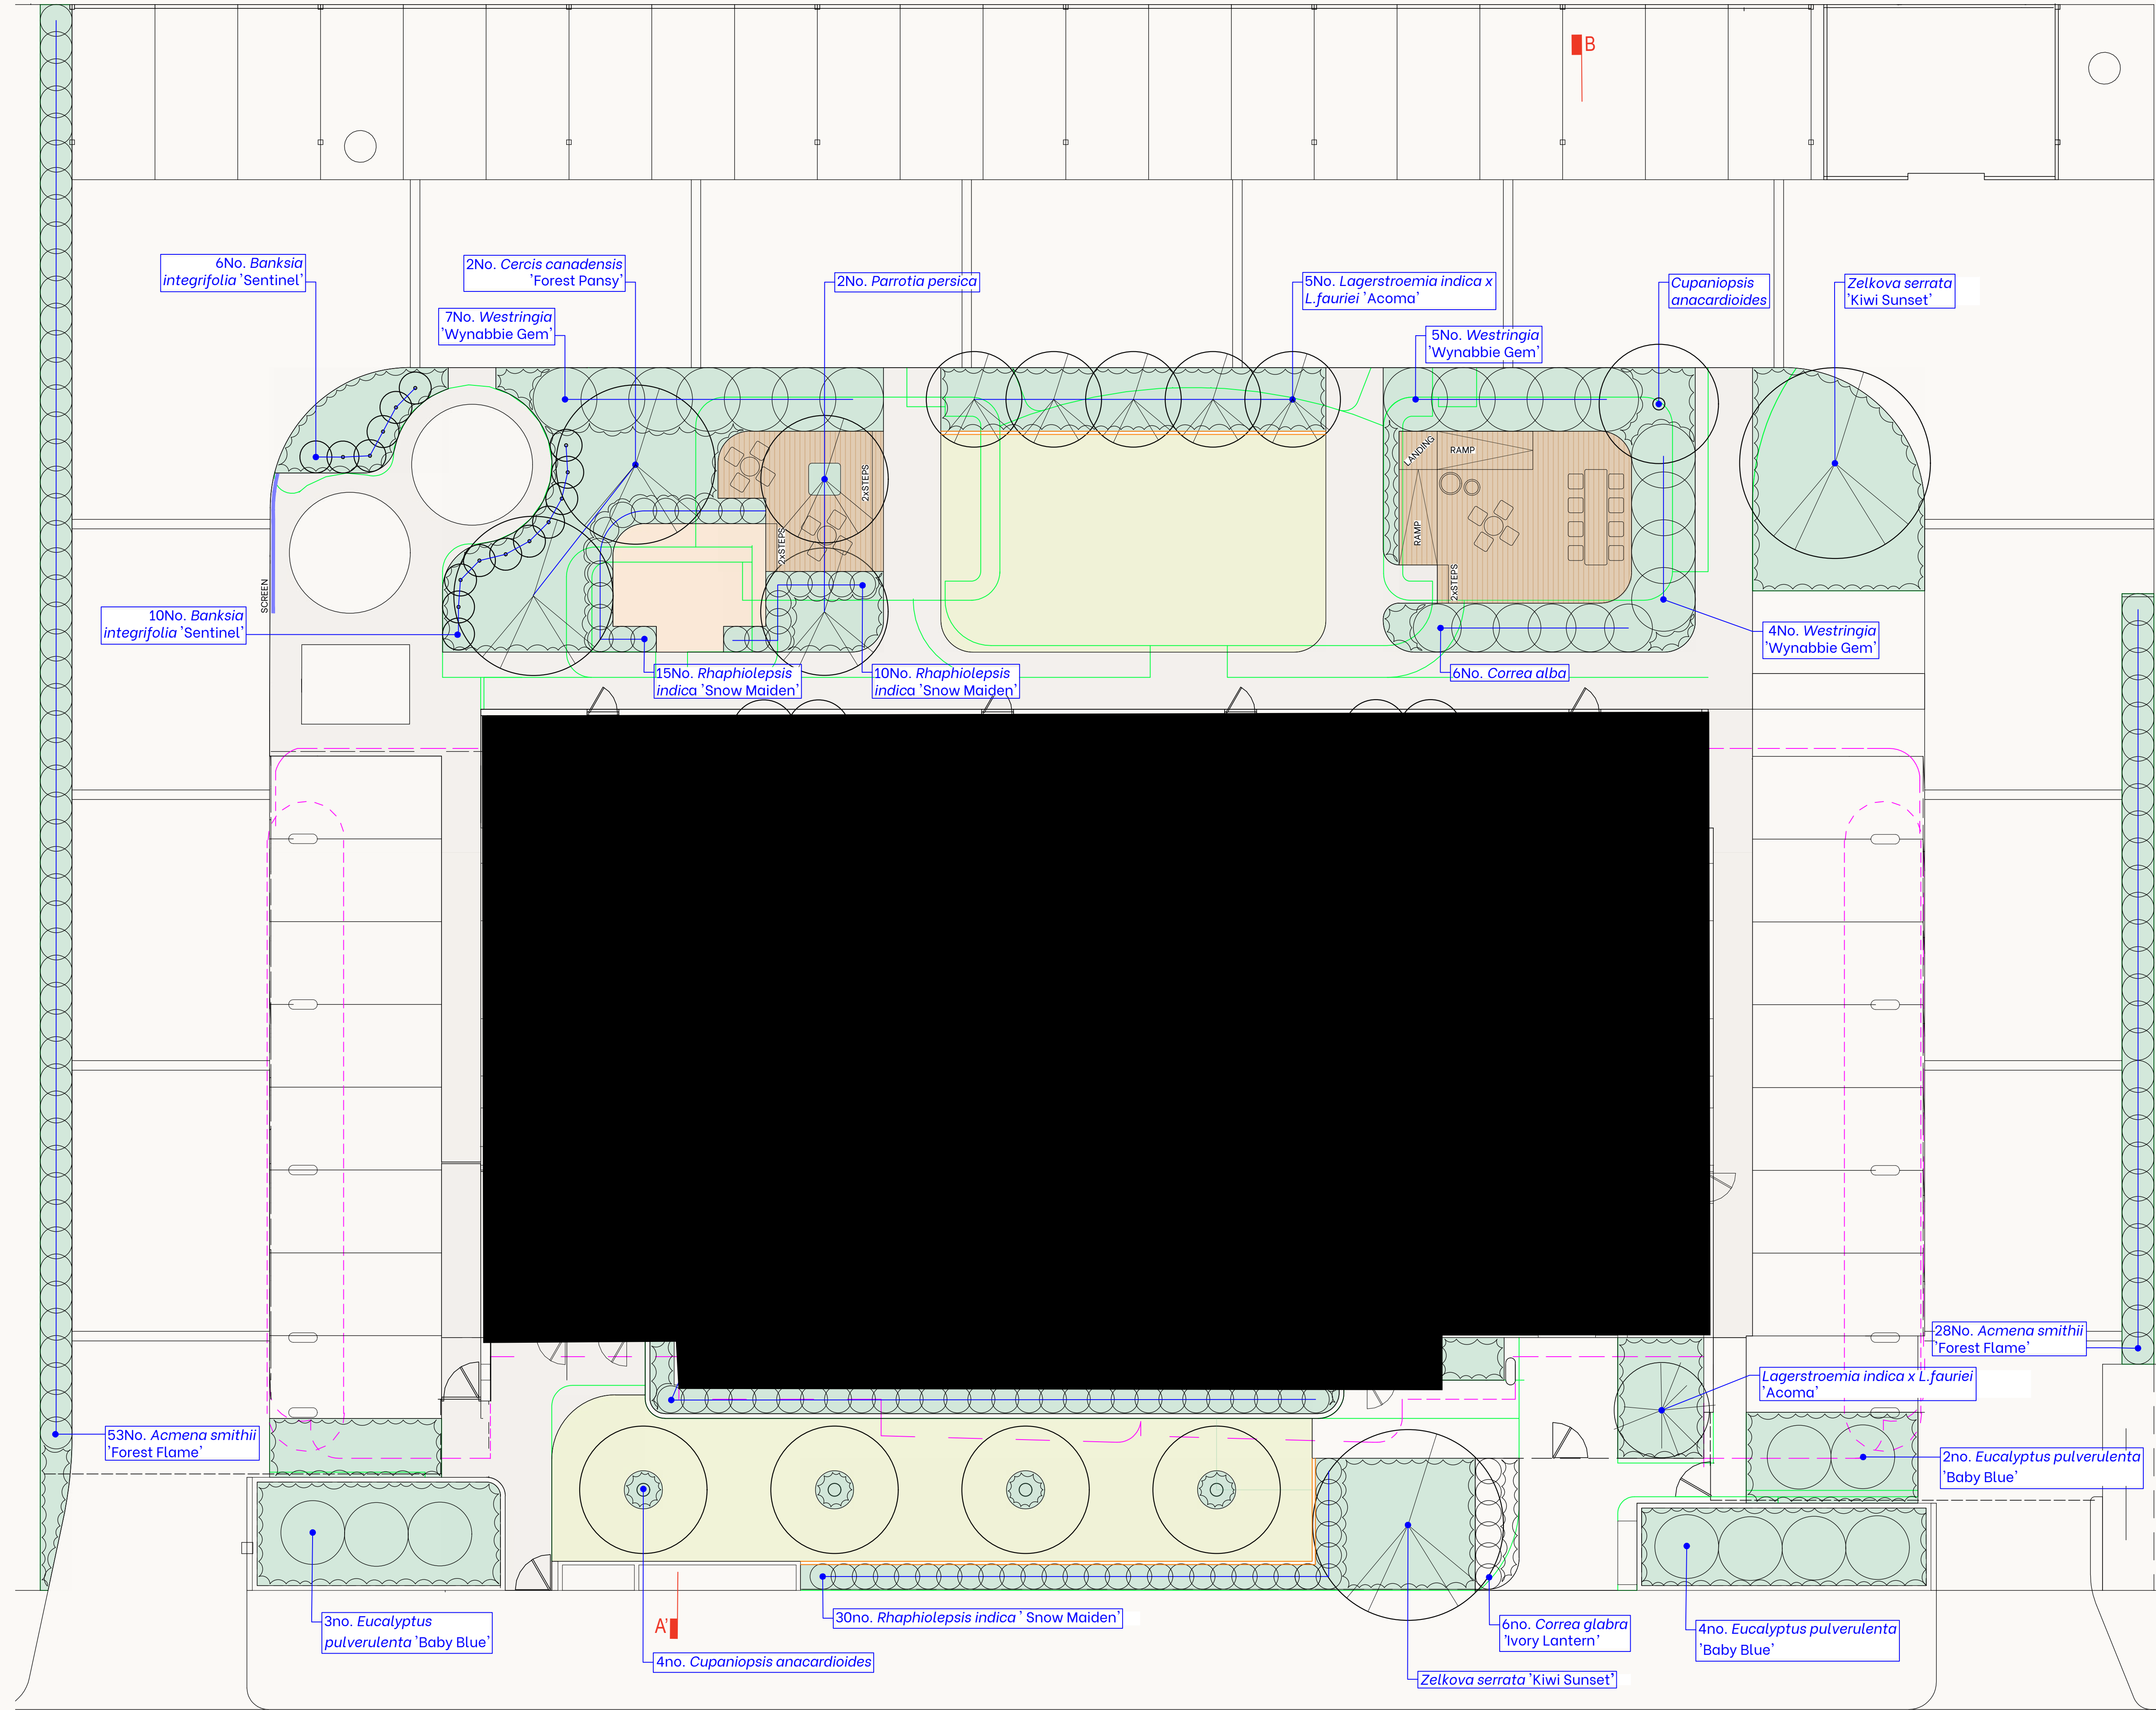 B
6No. Banksia
integrifolia 'Sentinel'
2No. Cercis canadensis
'Forest Pansy'
7No. Westringia
'Wynabbie Gem'
2No. Parrotia persica
5No. Lagerstroemia indica x
L.fauriei 'Acoma'
5No. Westringia
'Wynabbie Gem'
Cupaniopsis
anacardioides
Zelkova serrata
'Kiwi Sunset'
LANDING
RAMP
2xSTEPS
RAMP
2xSTEPS
2xSTEPS
SCREEN
10No. Banksia
integrifolia 'Sentinel'
15No. Rhaphiolepsis
indica 'Snow Maiden'
10No. Rhaphiolepsis
indica 'Snow Maiden'
6No. Correa alba
4No. Westringia
'Wynabbie Gem'
28No. Acmena smithii
'Forest Flame'
Lagerstroemia indica x L.fauriei
'Acoma'
53No. Acmena smithii
'Forest Flame'
2no. Eucalyptus pulverulenta
'Baby Blue'
3no. Eucalyptus
pulverulenta 'Baby Blue'
A'
30no. Rhaphiolepsis indica ' Snow Maiden'
4no. Cupaniopsis anacardioides
6no. Correa glabra
'Ivory Lantern'
4no. Eucalyptus pulverulenta
'Baby Blue'
Zelkova serrata 'Kiwi Sunset'